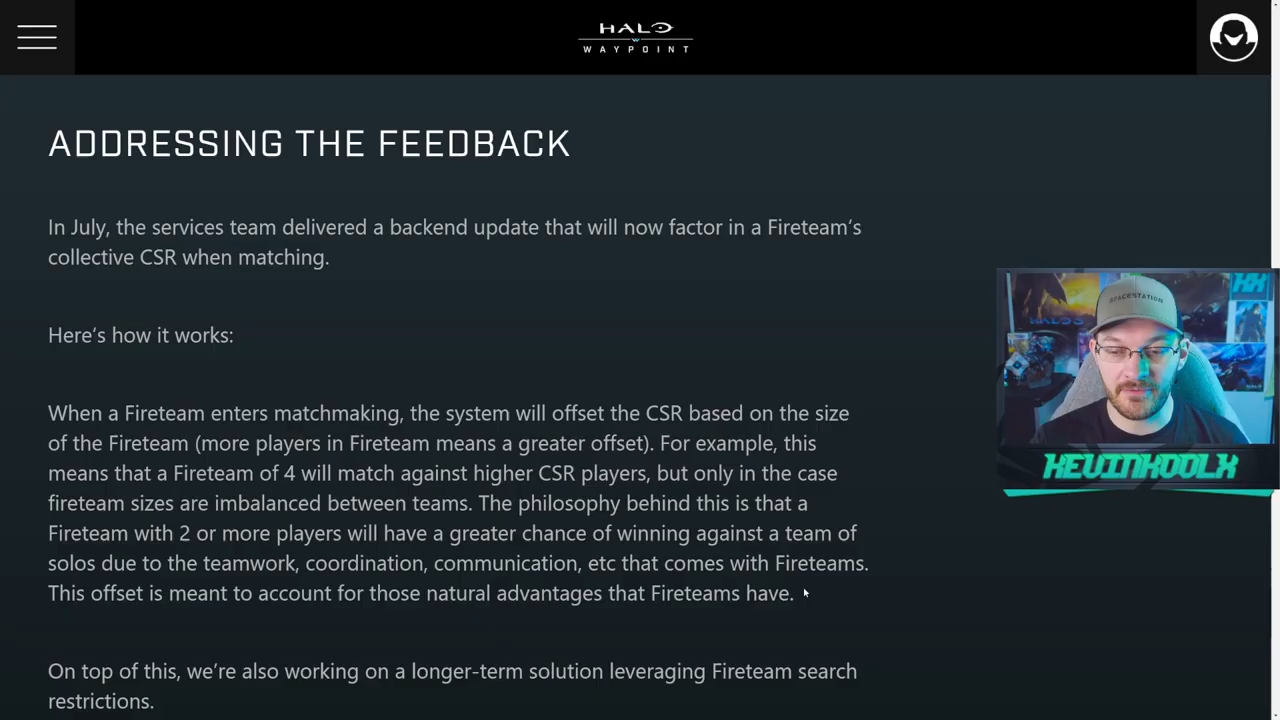 HALO
WAYPOINT
ADDRESSING THE FEEDBACK
In July, the services team delivered a backend update that will now factor in a Fireteam's
collective CSR when matching.
Here's how it works:
When a Fireteam enters matchmaking, the system will offset the CSR based on the size
of the Fireteam (more players in Fireteam means a greater offset). For example, this
means that a Fireteam of 4 will match against higher CSR players, but only in the case
fireteam sizes are imbalanced between teams. The philosophy behind this is that a
Fireteam with 2 or more players will have a greater chance of winning against a team of
solos due to the teamwork, coordination, communication, etc that comes with Fireteams.
This offset is meant to account for those natural advantages that Fireteams have.
On top of this, we're also working on a longer-term solution leveraging Fireteam search
restrictions.
SPACESTATION
HALO
KEVINKOOLX